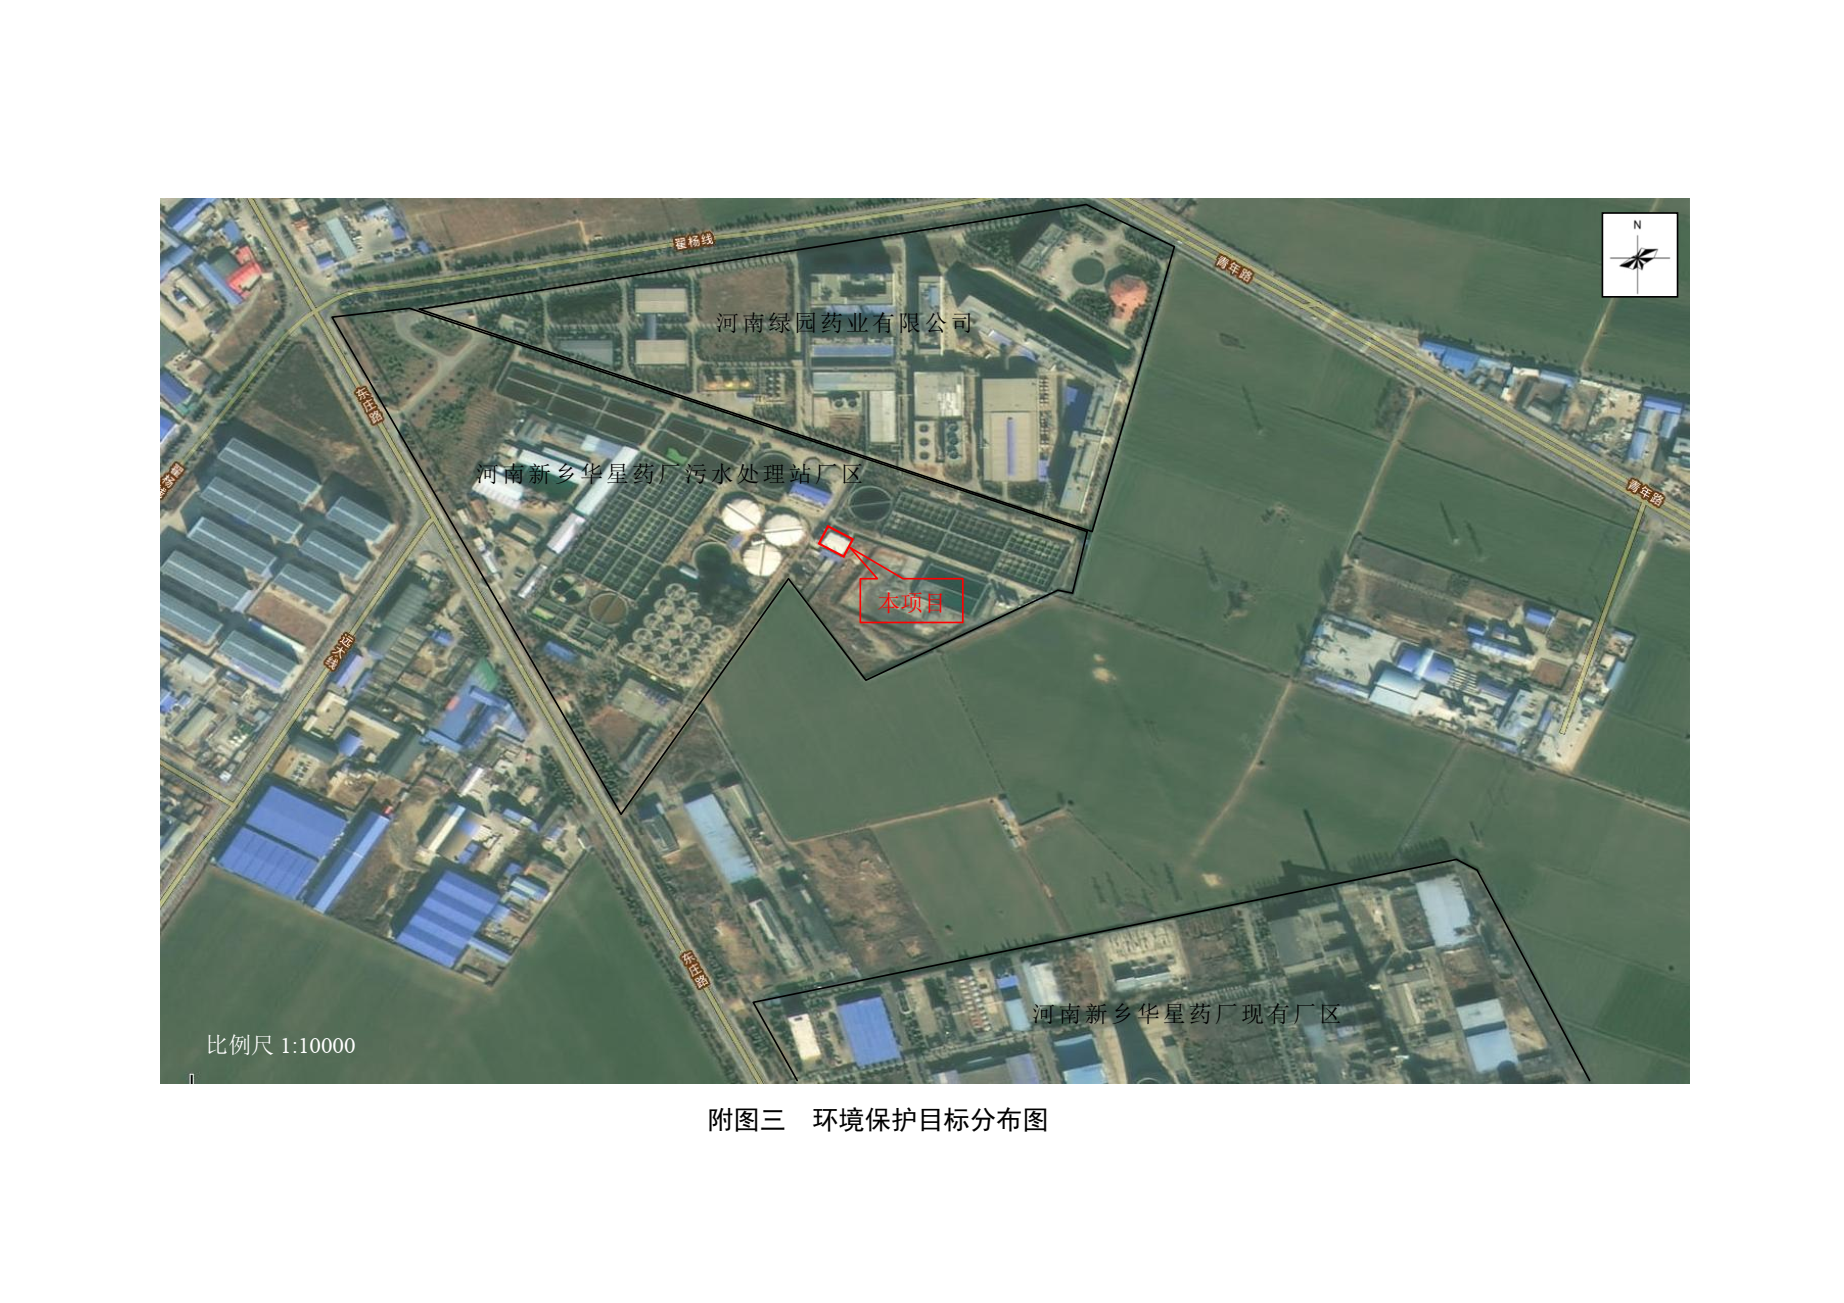 N
翟杨线
青年路
河南绿园药业有限公司
东庄路
河南新乡华星药厂污水处理站厂区
青年路
本项目
远大线
东庄路
河南新乡华星药厂现有厂区
比例尺 1:10000
附图三 环境保护目标分布图